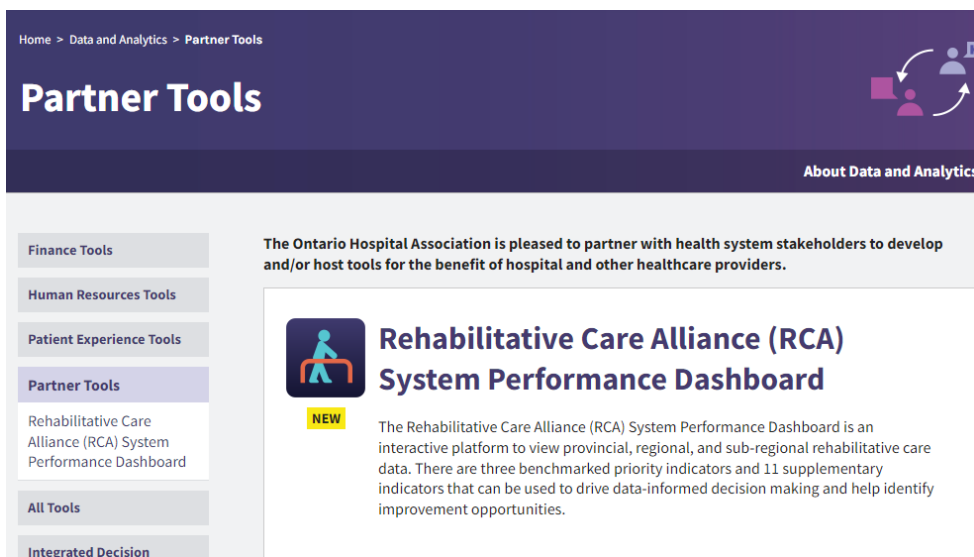 Home > Data and Analytics > Partner Tools
Partner Tools
About Data and Analytics
Finance Tools
Human Resources Tools
Patient Experience Tools
Partner Tools
Rehabilitative Care
Alliance (RCA) System
Performance Dashboard
All Tools
Integrated Decision
The Ontario Hospital Association is pleased to partner with health system stakeholders to develop
and/or host tools for the benefit of hospital and other healthcare providers.
Rehabilitative Care Alliance (RCA)
System Performance Dashboard
NEW
The Rehabilitative Care Alliance (RCA) System Performance Dashboard is an
interactive platform to view provincial, regional, and sub-regional rehabilitative care
data. There are three benchmarked priority indicators and 11 supplementary
indicators that can be used to drive data-informed decision making and help identify
improvement opportunities.